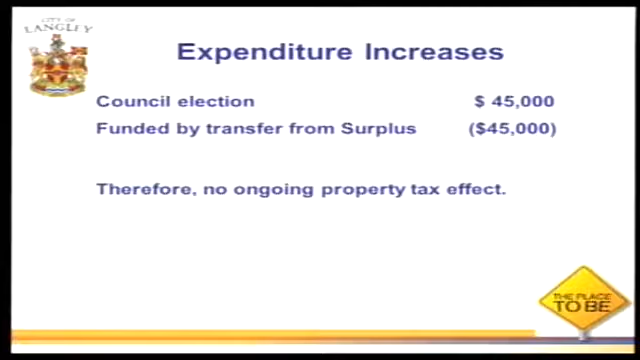 CITY OF
LANGLEY
Expenditure Increases
Council election $ 45,000
Funded by transfer from Surplus ($45,000)
Therefore, no ongoing property tax effect.
THE PLACE
TO BE